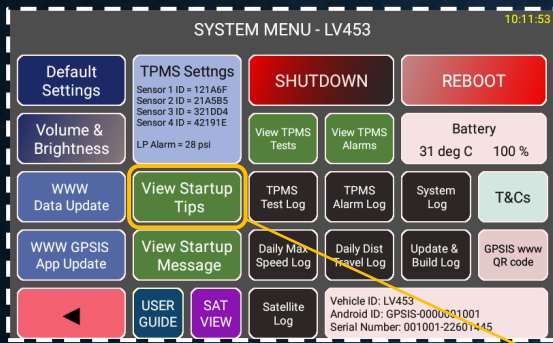 SYSTEM MENU - LV453
10:11:53
Default
Settings
TPMS Settngs
Sensor 1 ID = 121A6F
Sensor 2 ID = 21A5B5
Sensor 3 ID = 321DD4
Sensor 4 ID = 42191E
LP Alarm = 28 psi
SHUTDOWN
REBOOT
Volume &
Brightness
View TPMS
Tests
View TPMS
Alarms
Battery
31 deg C 100 %
WWW
Data Update
View Startup
Tips
TPMS
Test Log
TPMS
Alarm Log
System
Log
T&Cs
WWW GPSIS
App Update
View Startup
Message
Daily Max
Speed Log
Daily Dist
Travel Log
Update &
Build Log
GPSIS www
QR code
USER
GUIDE
SAT
VIEW
Satellite
Log
Vehicle ID: LV453
Android ID: GPSIS-0000001001
Serial Number: 001001-22601445